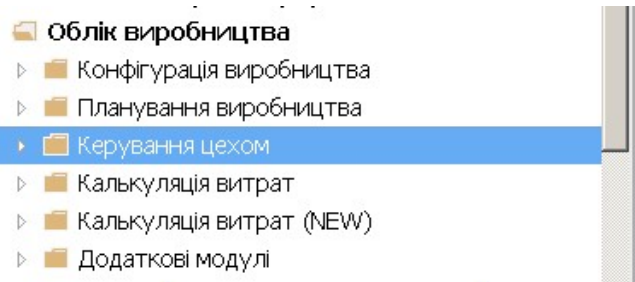 Облік виробництва
Конфігурація виробництва
Планування виробництва
Керування цехом
Калькуляція витрат
Калькуляція витрат (NEW)
Додаткові модулі